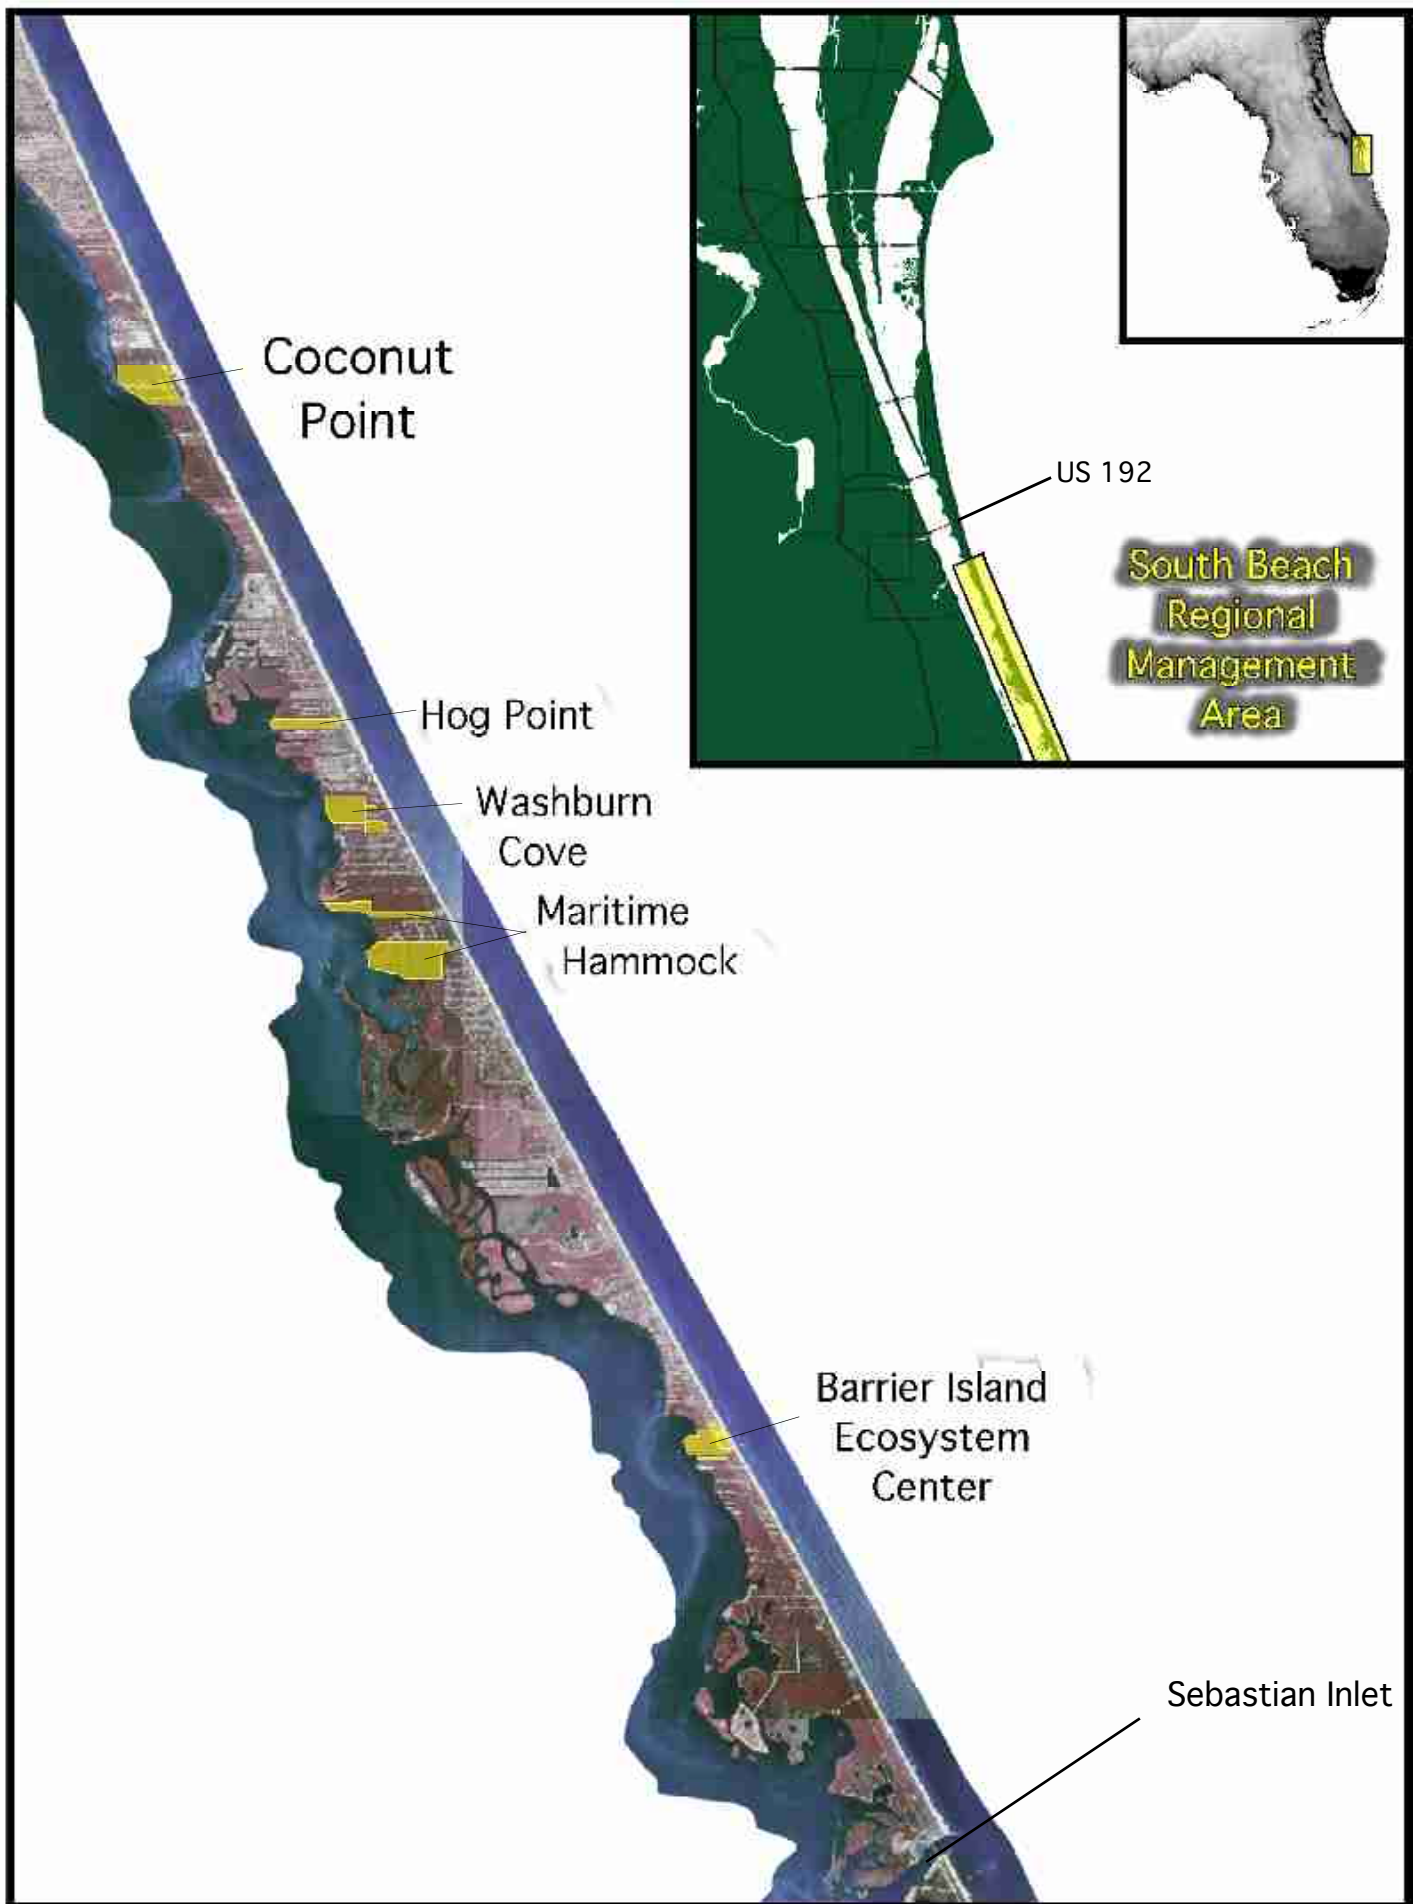 Coconut
Point
US 192
South Beach
Regional
Management
Area
Hog Point
Washburn
Cove
Maritime
Hammock
Barrier Island
Ecosystem
Center
Sebastian Inlet